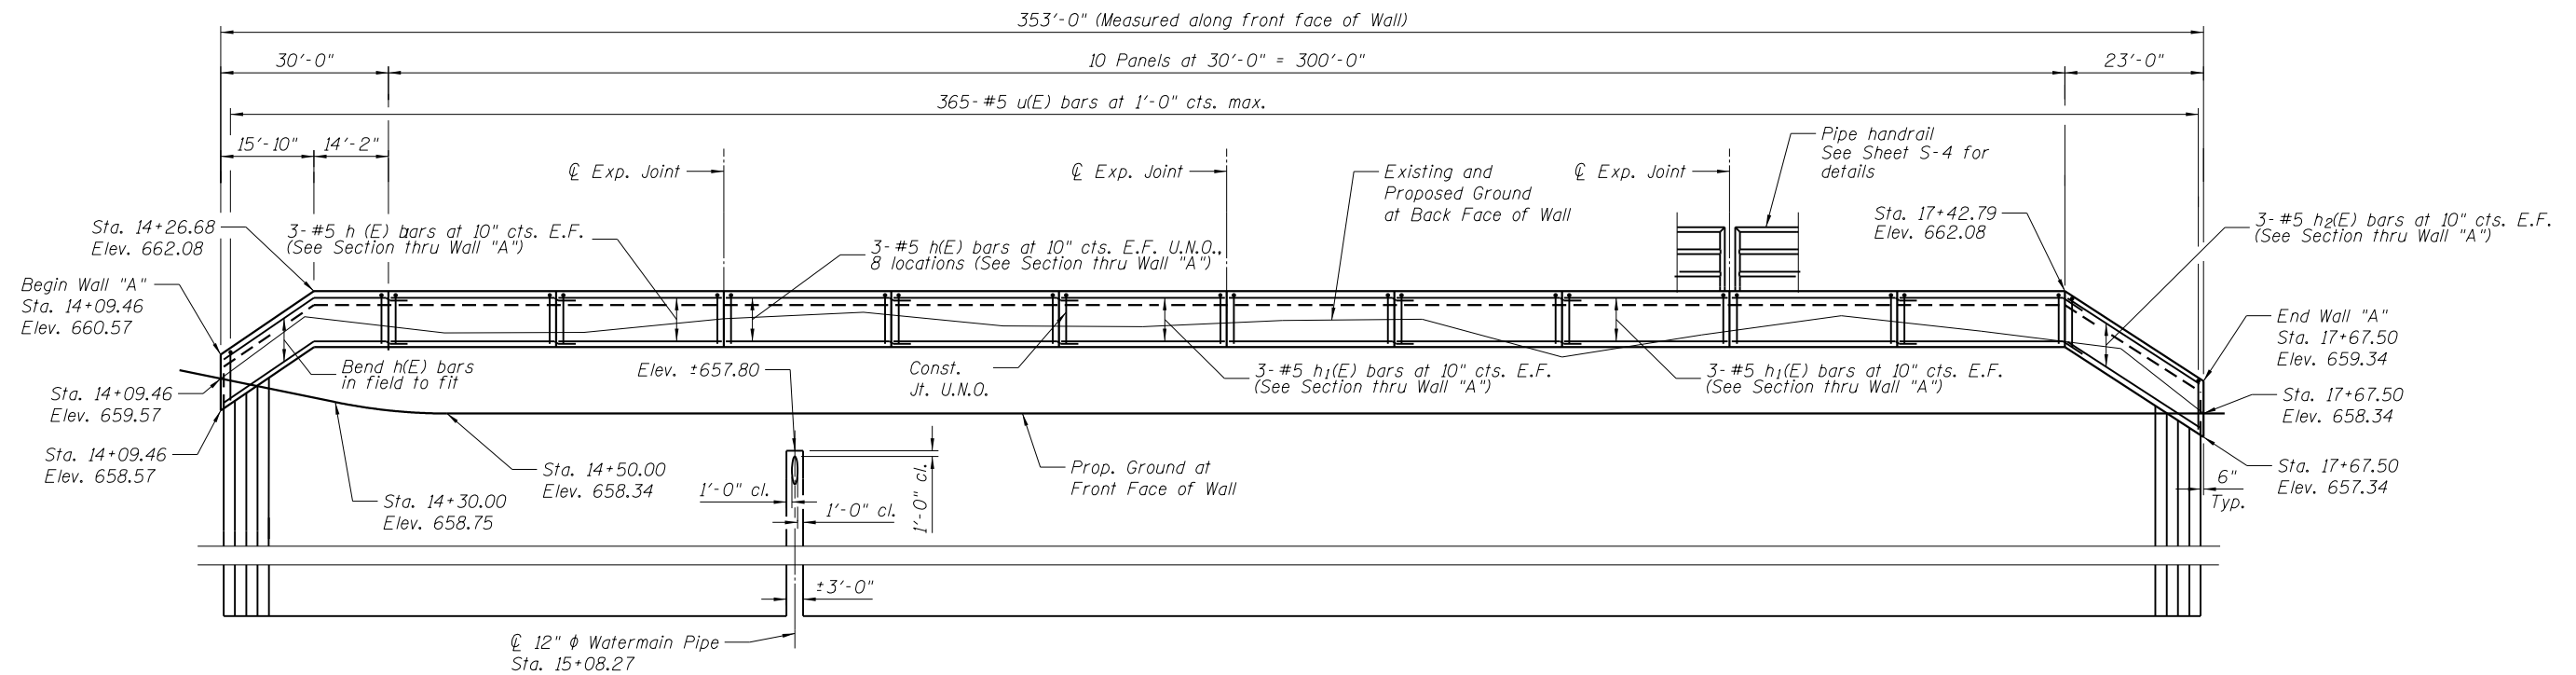 353'-0" (Measured along front face of Wall)
30'-0"
10 Panels at 30'-0" = 300'-0"
23'-0"
365-#5 u(E) bars at 1'-0" cts. max.
15'-10"
14'-2"
℄ Exp. Joint
℄ Exp. Joint
℄ Exp. Joint
Existing and
Proposed Ground
at Back Face of Wall
Pipe handrail
See Sheet S-4 for
details
Sta. 14+26.68
Elev. 662.08
3-#5 h (E) bars at 10" cts. E.F.
(See Section thru Wall "A")
3-#5 h(E) bars at 10" cts. E.F. U.N.O.,
8 locations (See Section thru Wall "A")
Sta. 17+42.79
Elev. 662.08
3-#5 h₂(E) bars at 10" cts. E.F.
(See Section thru Wall "A")
Begin Wall "A"
Sta. 14+09.46
Elev. 660.57
End Wall "A"
Sta. 17+67.50
Elev. 659.34
Bend h(E) bars
in field to fit
Elev. ±657.80
Const.
Jt. U.N.O.
3-#5 h₁(E) bars at 10" cts. E.F.
(See Section thru Wall "A")
3-#5 h₁(E) bars at 10" cts. E.F.
(See Section thru Wall "A")
Sta. 14+09.46
Elev. 659.57
Sta. 17+67.50
Elev. 658.34
Sta. 14+09.46
Elev. 658.57
Sta. 14+50.00
Elev. 658.34
Prop. Ground at
Front Face of Wall
Sta. 17+67.50
Elev. 657.34
6"
Typ.
Sta. 14+30.00
Elev. 658.75
1'-0" cl.
1'-0" cl.
1'-0" cl.
±3'-0"
℄ 12" φ Watermain Pipe
Sta. 15+08.27